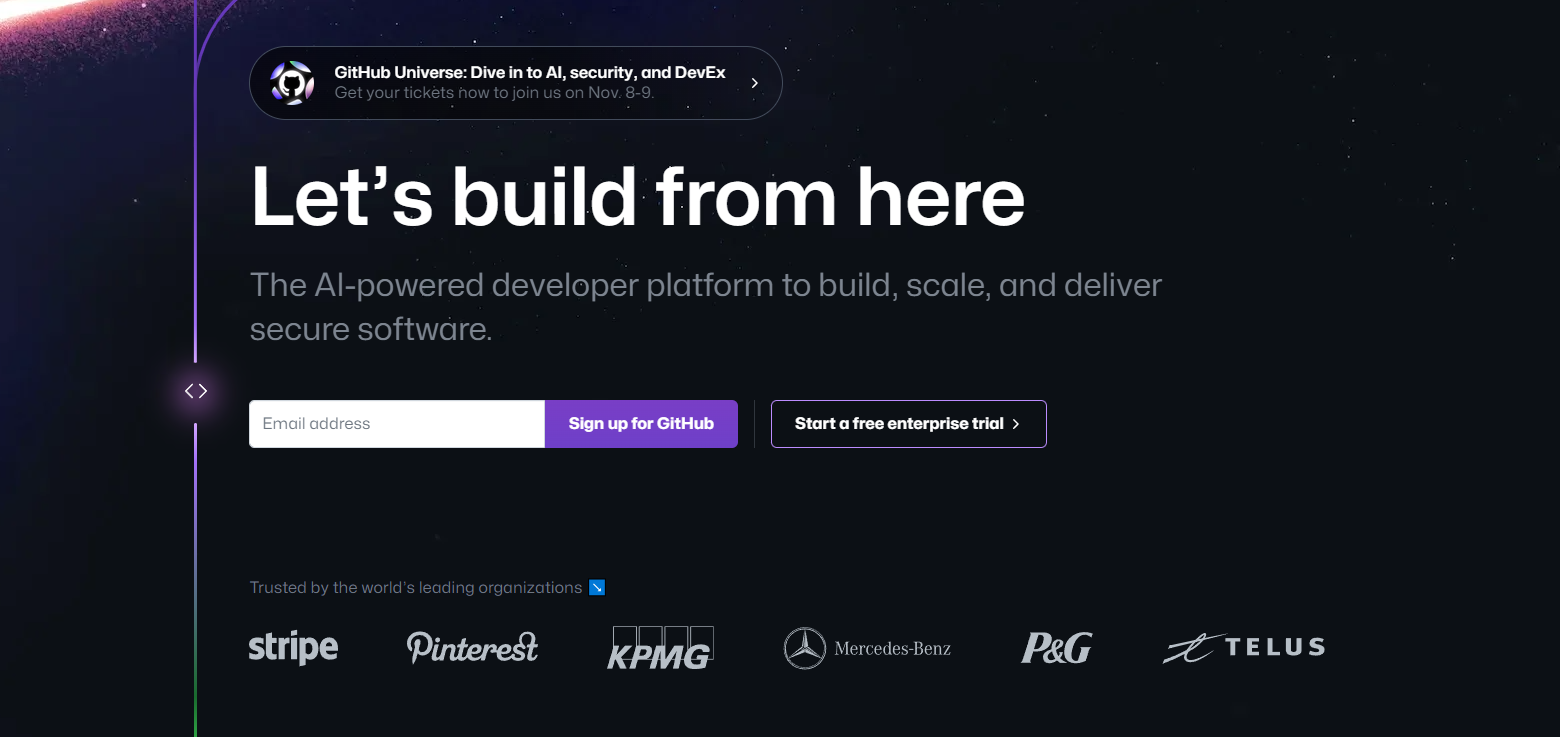 GitHub Universe: Dive in to AI, security, and DevEx
Get your tickets now to join us on Nov. 8-9.
Let’s build from here
The AI-powered developer platform to build, scale, and deliver
secure software.
Email address
Sign up for GitHub
Start a free enterprise trial
Trusted by the world’s leading organizations
stripe
Pinterest
KPMG
Mercedes-Benz
P&G
TELUS